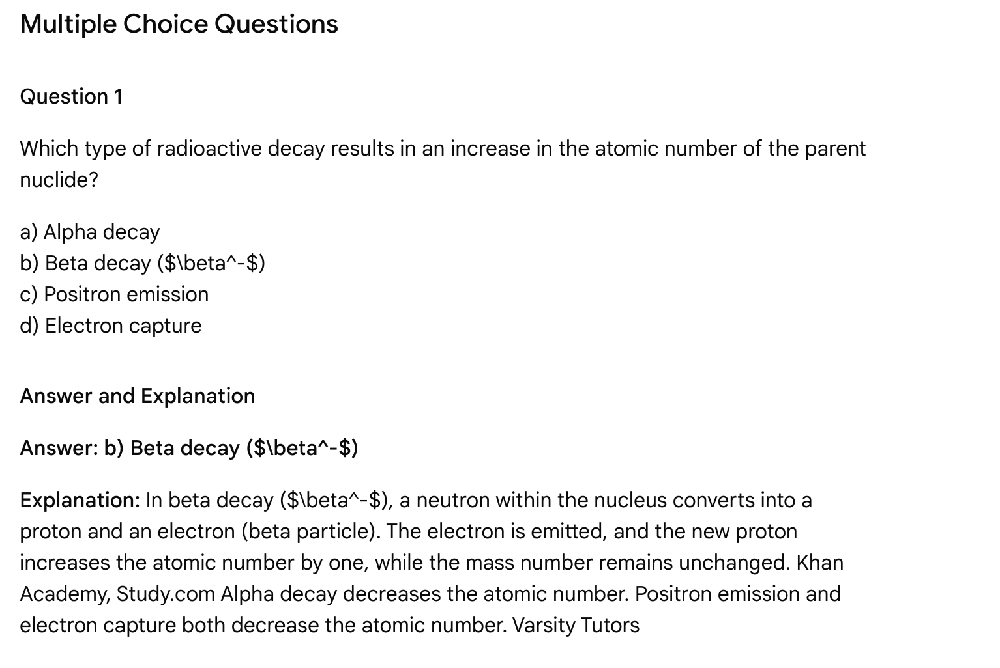 Multiple Choice Questions
Question 1
Which type of radioactive decay results in an increase in the atomic number of the parent
nuclide?
a) Alpha decay
b) Beta decay ($\beta^-$)
c) Positron emission
d) Electron capture
Answer and Explanation
Answer: b) Beta decay ($\beta^-$)
Explanation: In beta decay ($\beta^-$), a neutron within the nucleus converts into a
proton and an electron (beta particle). The electron is emitted, and the new proton
increases the atomic number by one, while the mass number remains unchanged. Khan
Academy, Study.com Alpha decay decreases the atomic number. Positron emission and
electron capture both decrease the atomic number. Varsity Tutors